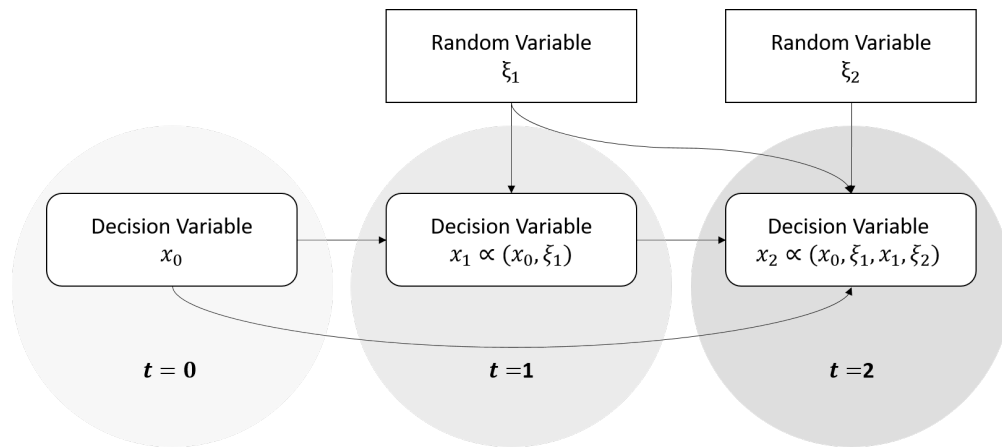 Random Variable
ξ₁
Random Variable
ξ₂
Decision Variable
x₀
Decision Variable
x₁ ∝ (x₀, ξ₁)
Decision Variable
x₂ ∝ (x₀, ξ₁, x₁, ξ₂)
t = 0
t =1
t =2